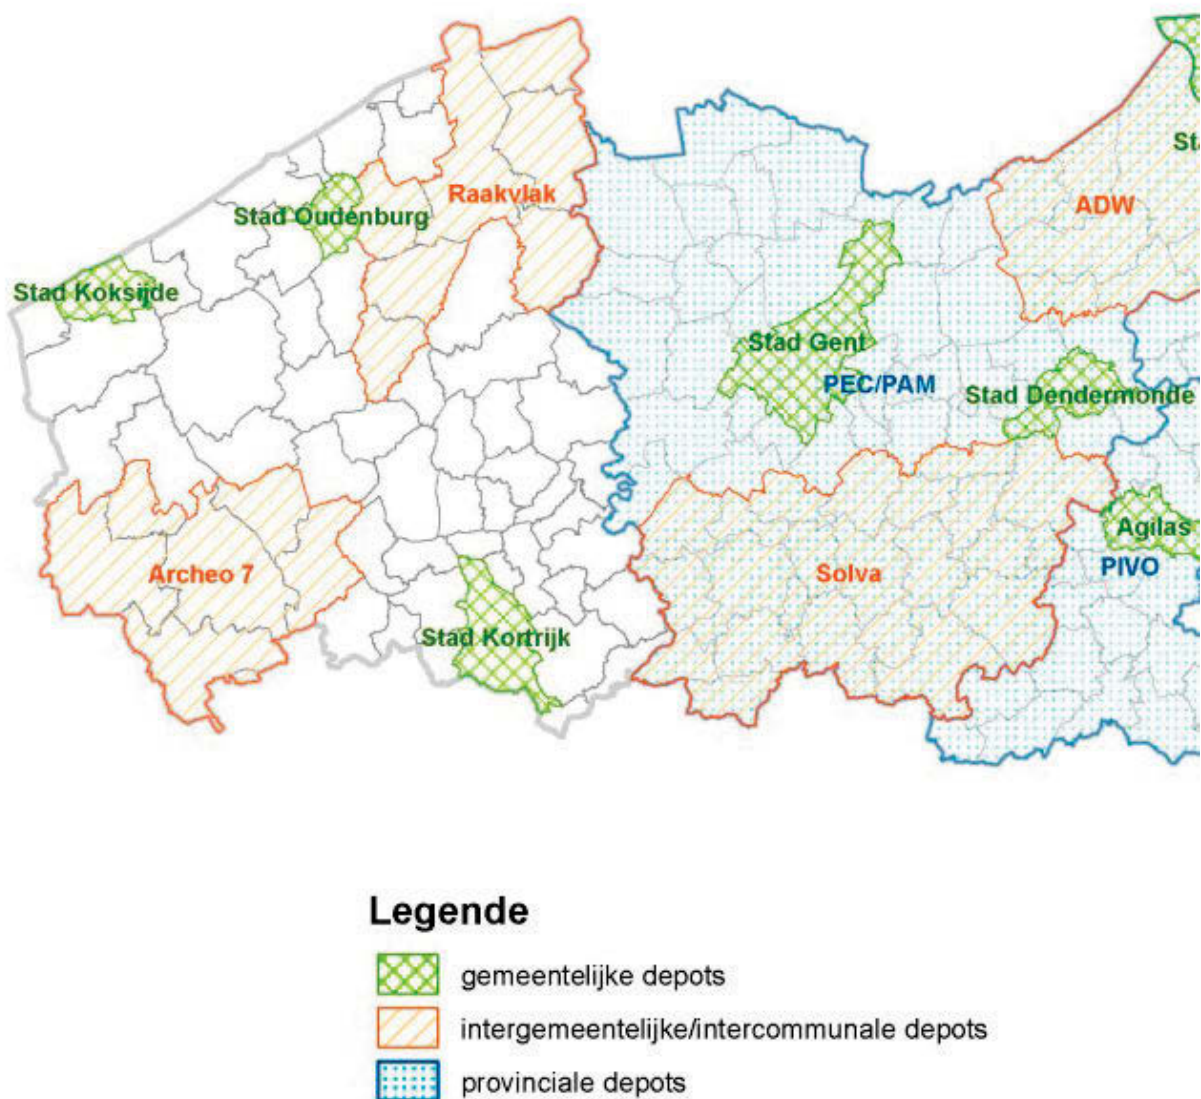 Sta
Raakvlak
ADW
Stad Oudenburg
Stad Koksijde
Stad Gent
PEC/PAM
Stad Dendermonde
Agilas
Archeo 7
Solva
PIVO
Stad Kortrijk
Legende
gemeentelijke depots
intergemeentelijke/intercommunale depots
provinciale depots